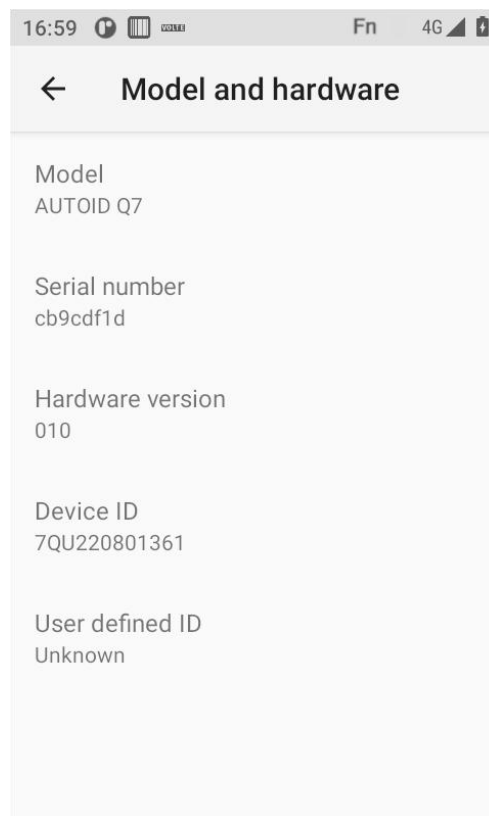 16:59 VOLTE Fn 4G
Model and hardware
Model
AUTOID Q7
Serial number
cb9cdf1d
Hardware version
010
Device ID
7QU220801361
User defined ID
Unknown